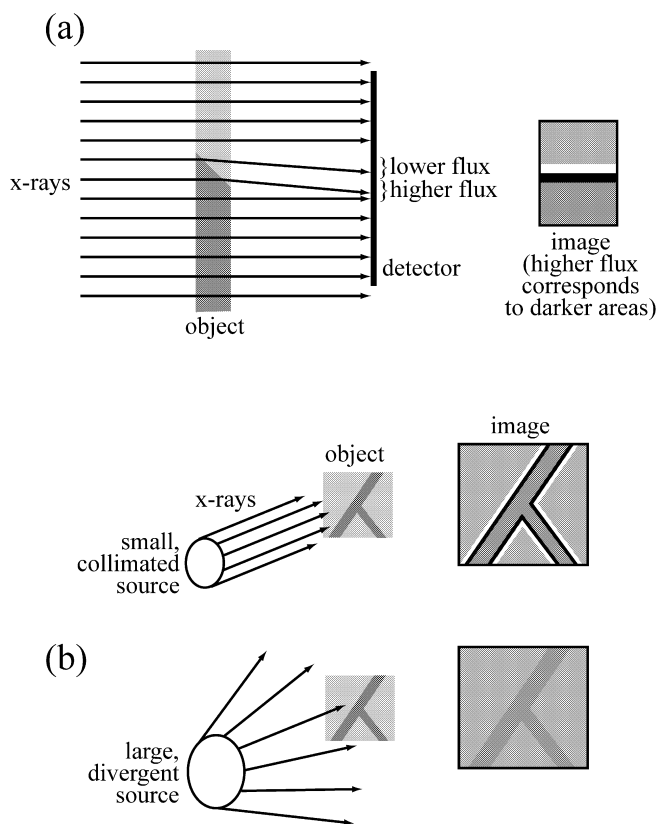 (a)
x-rays
}lower flux
}higher flux
detector
object
image
(higher flux
corresponds
to darker areas)
image
object
x-rays
small,
collimated
source
(b)
large,
divergent
source